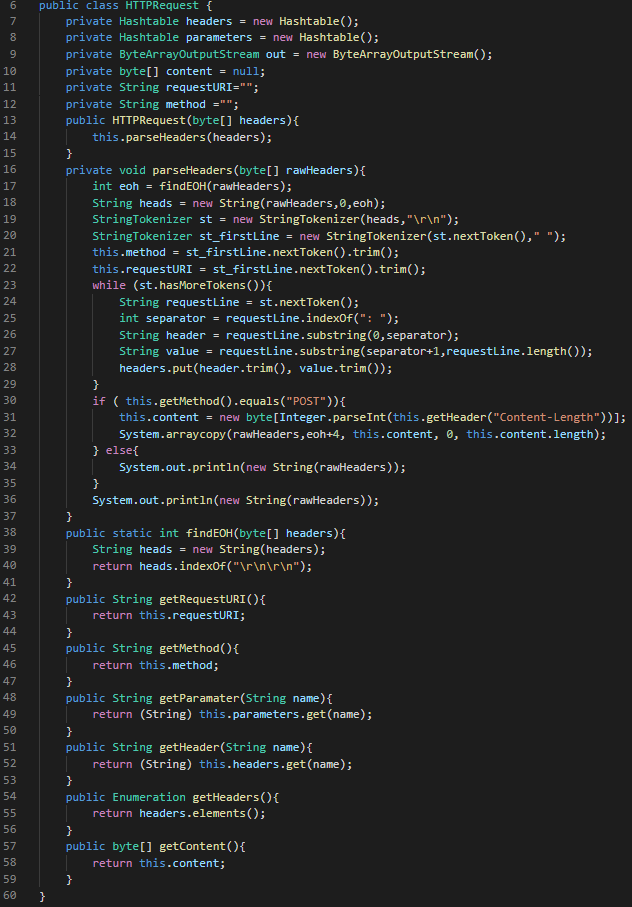 6 public class HTTPRequest {
7     private Hashtable headers = new Hashtable();
8     private Hashtable parameters = new Hashtable();
9     private ByteArrayOutputStream out = new ByteArrayOutputStream();
10     private byte[] content = null;
11     private String requestURI="";
12     private String method ="";
13     public HTTPRequest(byte[] headers){
14         this.parseHeaders(headers);
15     }
16     private void parseHeaders(byte[] rawHeaders){
17         int eoh = findEOH(rawHeaders);
18         String heads = new String(rawHeaders,0,eoh);
19         StringTokenizer st = new StringTokenizer(heads,"\r\n");
20         StringTokenizer st_firstLine = new StringTokenizer(st.nextToken()," ");
21         this.method = st_firstLine.nextToken().trim();
22         this.requestURI = st_firstLine.nextToken().trim();
23         while (st.hasMoreTokens()){
24             String requestLine = st.nextToken();
25             int separator = requestLine.indexOf(": ");
26             String header = requestLine.substring(0,separator);
27             String value = requestLine.substring(separator+1,requestLine.length());
28             headers.put(header.trim(), value.trim());
29         }
30         if ( this.getMethod().equals("POST")){
31             this.content = new byte[Integer.parseInt(this.getHeader("Content-Length"))];
32             System.arraycopy(rawHeaders,eoh+4, this.content, 0, this.content.length);
33         } else{
34             System.out.println(new String(rawHeaders));
35         }
36         System.out.println(new String(rawHeaders));
37     }
38     public static int findEOH(byte[] headers){
39         String heads = new String(headers);
40         return heads.indexOf("\r\n\r\n");
41     }
42     public String getRequestURI(){
43         return this.requestURI;
44     }
45     public String getMethod(){
46         return this.method;
47     }
48     public String getParamater(String name){
49         return (String) this.parameters.get(name);
50     }
51     public String getHeader(String name){
52         return (String) this.headers.get(name);
53     }
54     public Enumeration getHeaders(){
55         return headers.elements();
56     }
57     public byte[] getContent(){
58         return this.content;
59     }
60 }